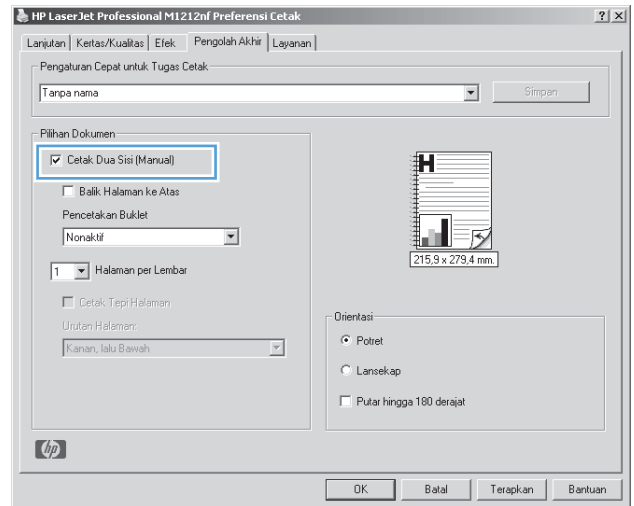 HP LaserJet Professional M1212nf Preferensi Cetak
Lanjutan Kertas/Kualitas Efek Pengolah Akhir Layanan
Pengaturan Cepat untuk Tugas Cetak
Tanpa nama Simpan
Pilihan Dokumen
Cetak Dua Sisi (Manual)
Balik Halaman ke Atas
Pencetakan Buklet
Nonaktif
1 Halaman per Lembar
Cetak Tepi Halaman
Urutan Halaman:
Kanan, lalu Bawah
H
215,9 x 279,4 mm.
Orientasi
Potret
Lansekap
Putar hingga 180 derajat
hp
OK Batal Terapkan Bantuan